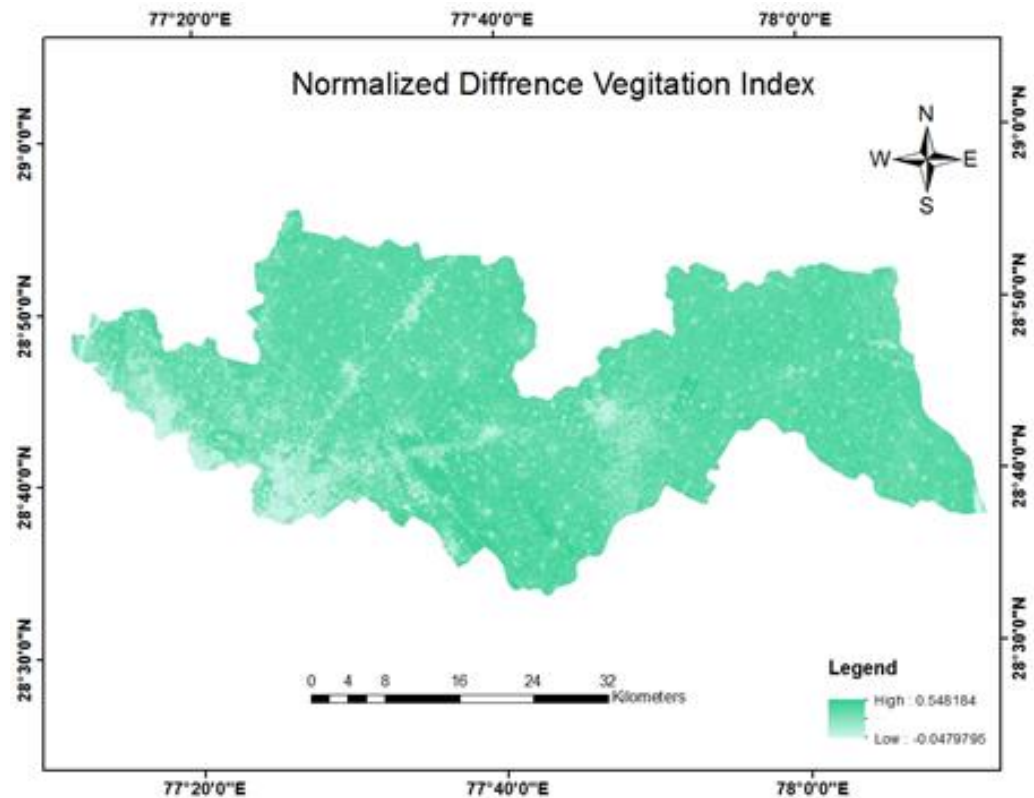 77°20'0"E 77°40'0"E 78°0'0"E
Normalized Diffrence Vegitation Index
N
W E
S
29°0'0"N 29°0'0"N
28°50'0"N 28°50'0"N
28°40'0"N 28°40'0"N
28°30'0"N 28°30'0"N
0 4 8 16 24 32
Kilometers
Legend
High : 0.548184
Low : -0.0479795
77°20'0"E 77°40'0"E 78°0'0"E